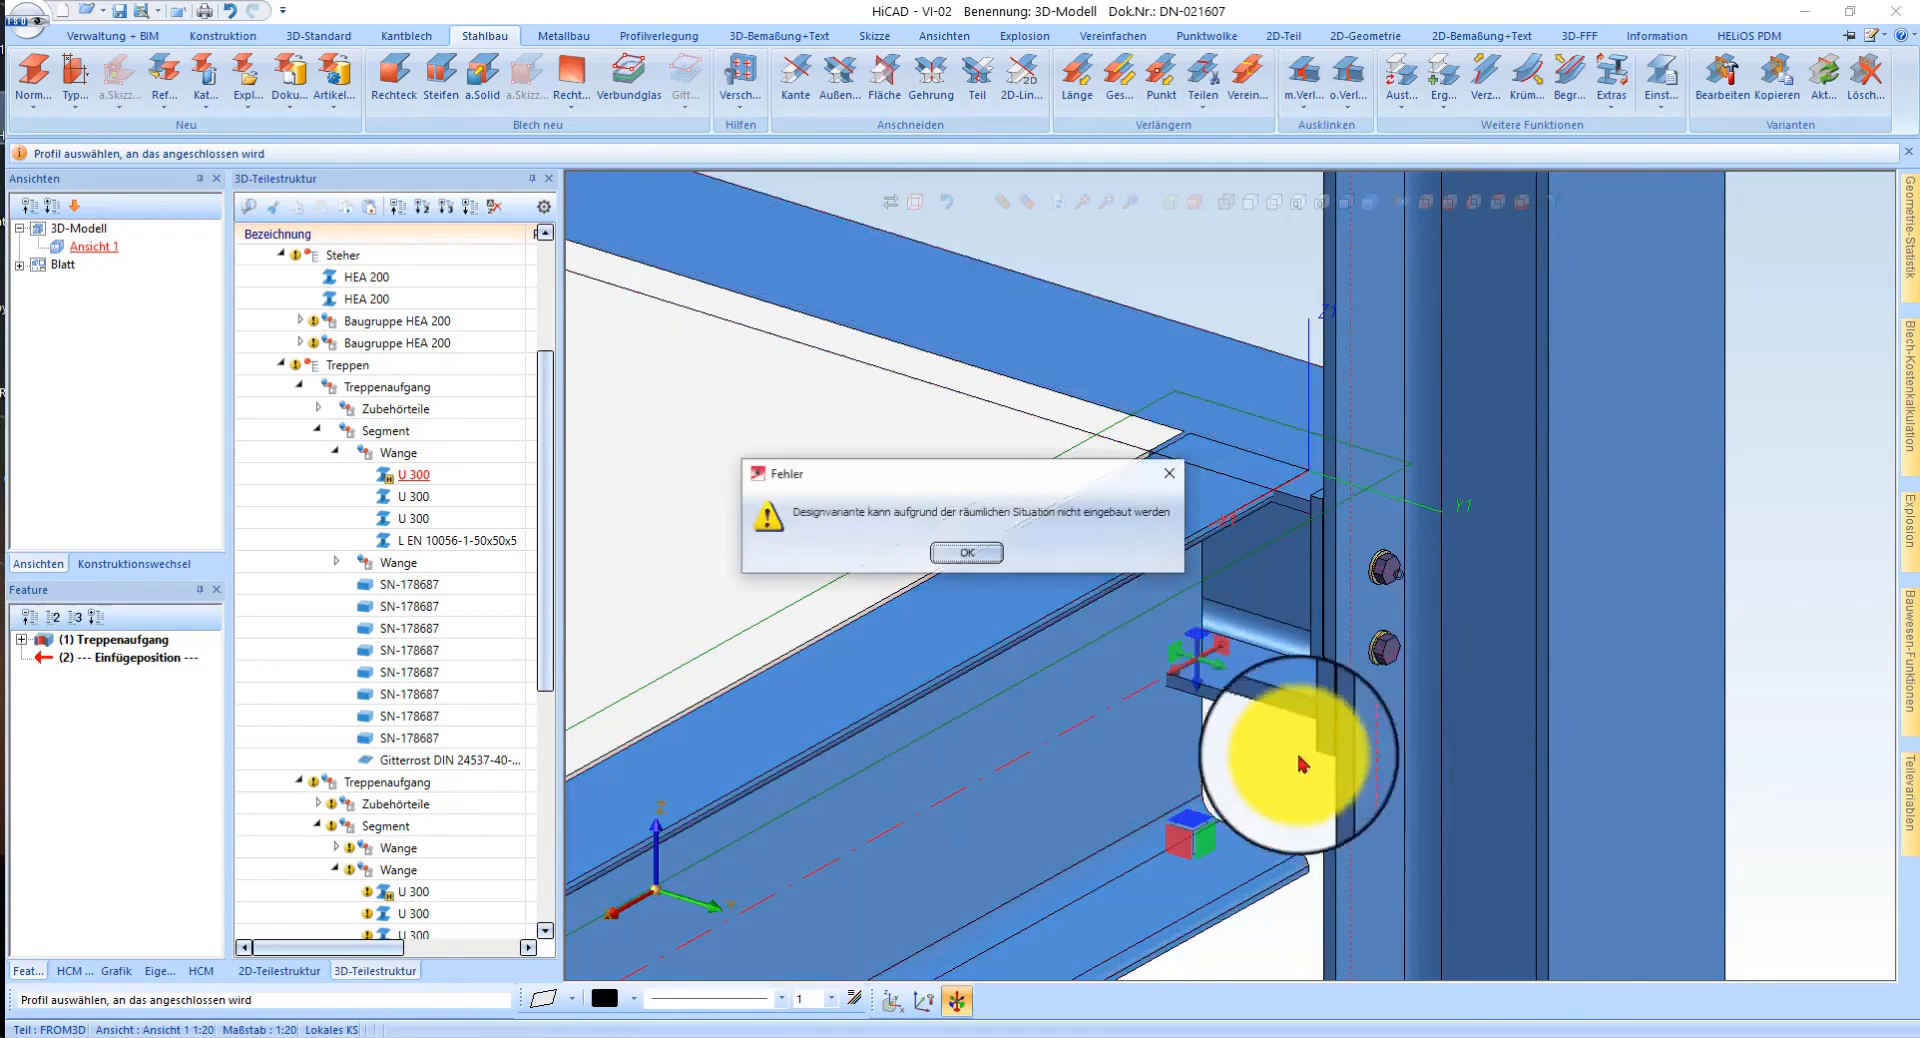 HiCAD - VI-02 Benennung: 3D-Modell Dok.Nr.: DN-021607
ISO
Verwaltung + BIM Konstruktion 3D-Standard Kantblech Stahlbau Metallbau Profilverlegung 3D-Bemaßung+Text Skizze Ansichten Explosion Vereinfachen Punktwolke 2D-Teil 2D-Geometrie 2D-Bemaßung+Text 3D-FFF Information HELiOS PDM
Norm... Typ... a.Skizz... Ref... Kat... Expl... Doku... Artikel... Rechteck Steifen a.Solid a.Skizz... Recht... Verbundglas Gitt... Versch... Kante Außen... Fläche Gehrung Teil 2D-Lin... Länge Ges... Punkt Teilen Verein... m.Verl... o.Verl... Aust... Erg... Verz... Krüm... Begr... Extras Einst... Bearbeiten Kopieren Akt... Lösch...
Neu Blech neu Hilfen Anschneiden Verlängern Ausklinken Weitere Funktionen Varianten
Profil auswählen, an das angeschlossen wird
Ansichten
3D-Modell
Ansicht 1
Blatt
Ansichten Konstruktionswechsel
Feature
(1) Treppenaufgang
(2) --- Einfügeposition ---
Feat... HCM ... Grafik Eige... HCM
3D-Teilestruktur
Bezeichnung
Steher
HEA 200
HEA 200
Baugruppe HEA 200
Baugruppe HEA 200
Treppen
Treppenaufgang
Zubehörteile
Segment
Wange
U 300
U 300
U 300
L EN 10056-1-50x50x5
Wange
SN-178687
SN-178687
SN-178687
SN-178687
SN-178687
SN-178687
SN-178687
SN-178687
Gitterrost DIN 24537-40-...
Treppenaufgang
Zubehörteile
Segment
Wange
Wange
U 300
U 300
U 300
2D-Teilestruktur 3D-Teilestruktur
Z1
Y1
Fehler
Designvariante kann aufgrund der räumlichen Situation nicht eingebaut werden
OK
Z
Geometrie-Statistik
Blech-Kostenkalkulation
Explosion
Bauwesen-Funktionen
Teilevariablen
Profil auswählen, an das angeschlossen wird
1
Teil : FROM3D Ansicht : Ansicht 1 1:20 Maßstab : 1:20 Lokales KS